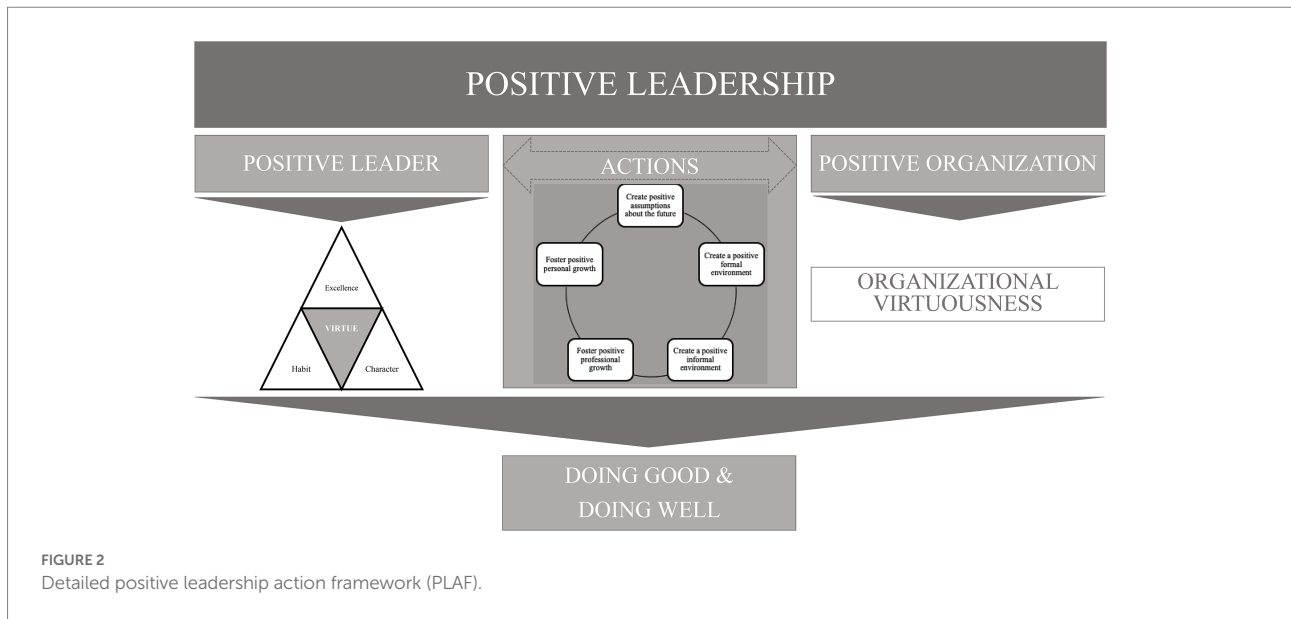 POSITIVE LEADERSHIP
POSITIVE LEADER
ACTIONS
POSITIVE ORGANIZATION
Excellence
VIRTUE
Habit
Character
Create positive
assumptions
about the future
Foster positive
personal growth
Create a positive
formal
environment
Foster positive
professional
growth
Create a positive
informal
environment
ORGANIZATIONAL
VIRTUOUSNESS
DOING GOOD &
DOING WELL
FIGURE 2
Detailed positive leadership action framework (PLAF).